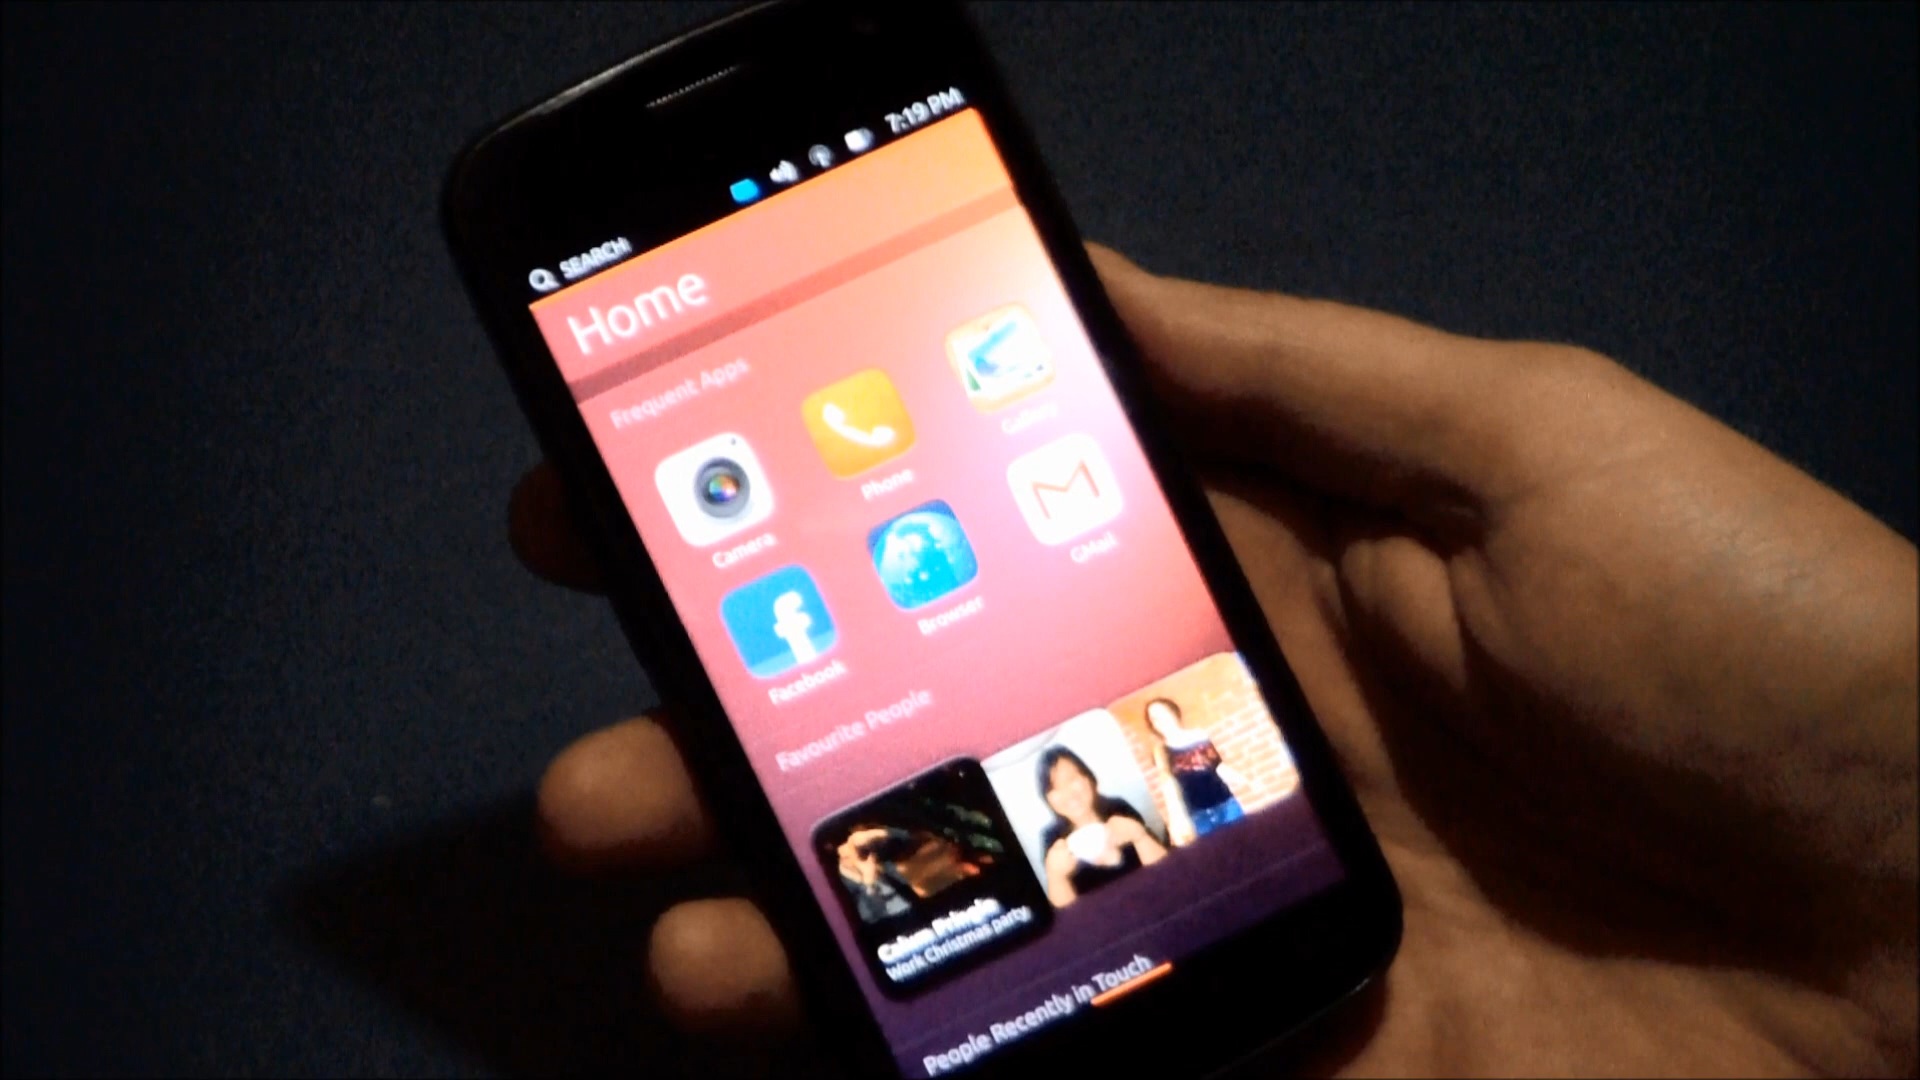 7:19 PM
SEARCH
Home
Frequent Apps
Camera
Phone
Gallery
Facebook
Browser
GMail
Favourite People
Work Christmas party
People Recently in Touch